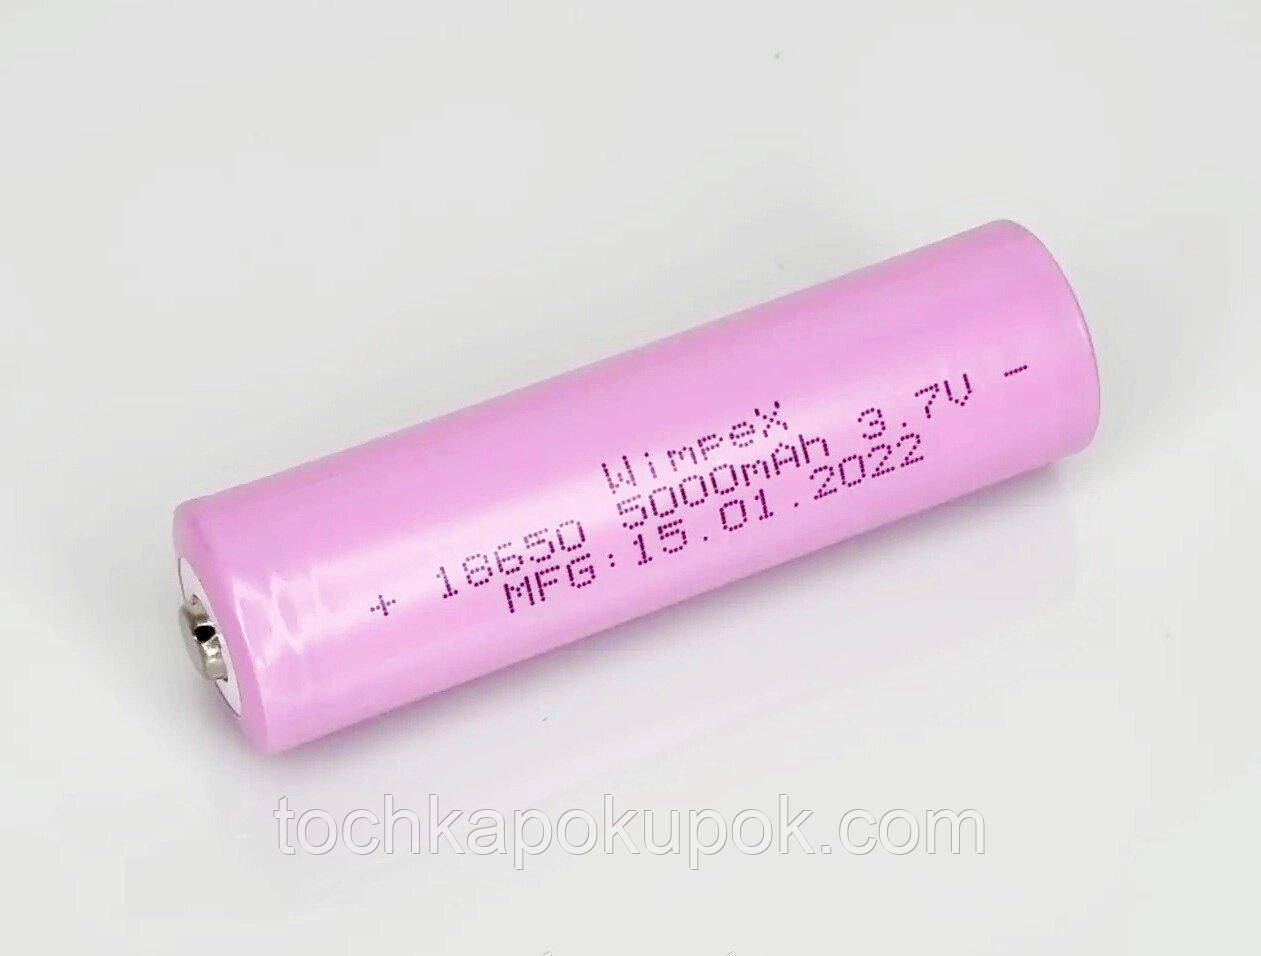 WimpeX
+ 18650 5000mAh 3.7V -
MFG:15.01.2022
tochkapokupok.com